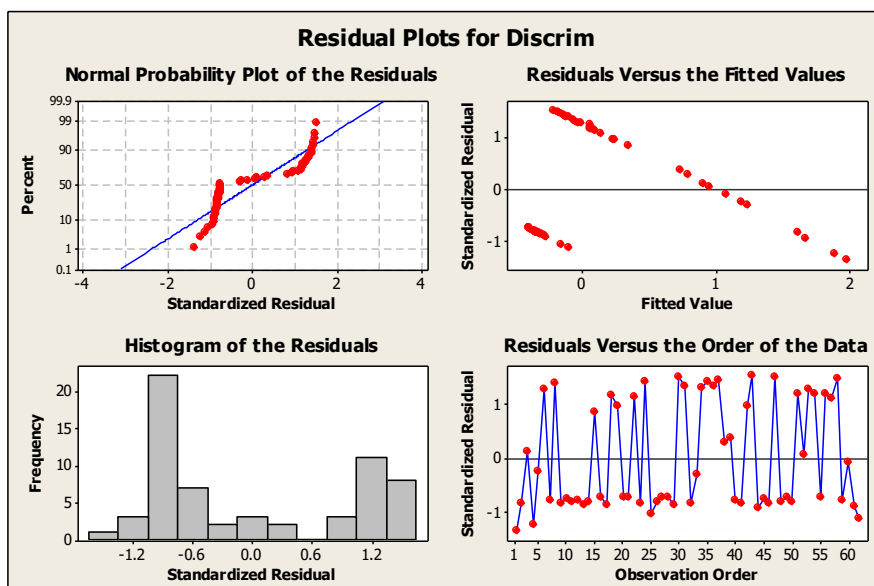 Residual Plots for Discrim
Normal Probability Plot of the Residuals
Percent
99.9
99
90
50
10
1
0.1
-4 -2 0 2 4
Standardized Residual
Residuals Versus the Fitted Values
Standardized Residual
1
0
-1
0 1 2
Fitted Value
Histogram of the Residuals
Frequency
20
15
10
5
0
-1.2 -0.6 0.0 0.6 1.2
Standardized Residual
Residuals Versus the Order of the Data
Standardized Residual
1
0
-1
1 5 10 15 20 25 30 35 40 45 50 55 60
Observation Order